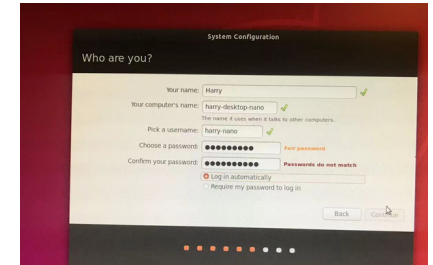 System Configuration
Who are you?
Your name: Harry
Your computer's name: harry-desktop-nano
The name it uses when it talks to other computers.
Pick a username: harry-nano
Choose a password: ●●●●●●●●● Fair password
Confirm your password: ●●●●●●●●●● Passwords do not match
Log in automatically
Require my password to log in
Back Continue